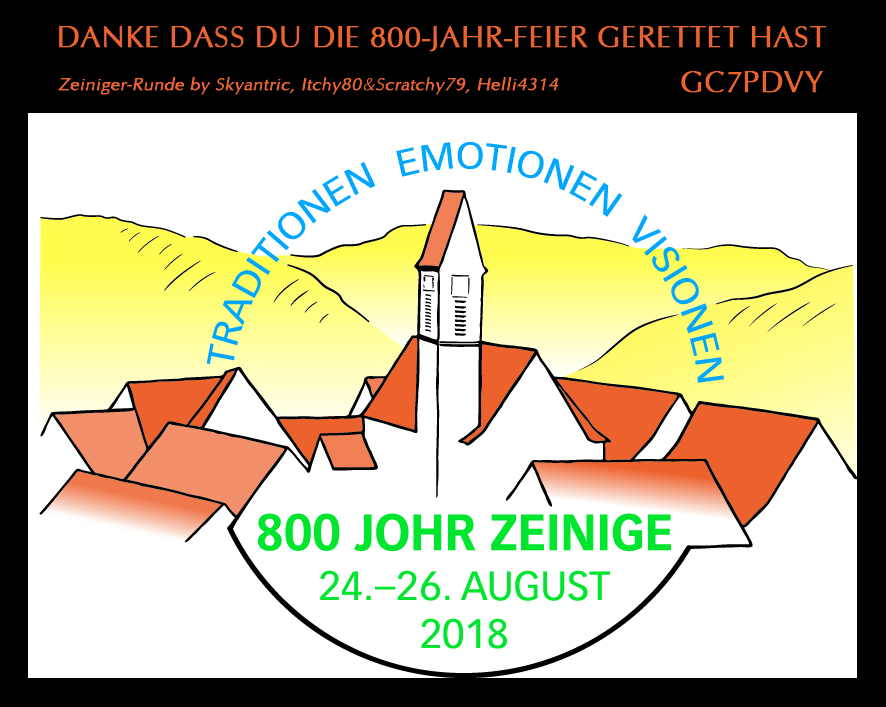 DANKE DASS DU DIE 800-JAHR-FEIER GERETTET HAST
Zeiniger-Runde by Skyantric, Itchy80&Scratchy79, Helli4314
GC7PDVY
TRADITIONEN EMOTIONEN VISIONEN
800 JOHR ZEINIGE
24.–26. AUGUST
2018